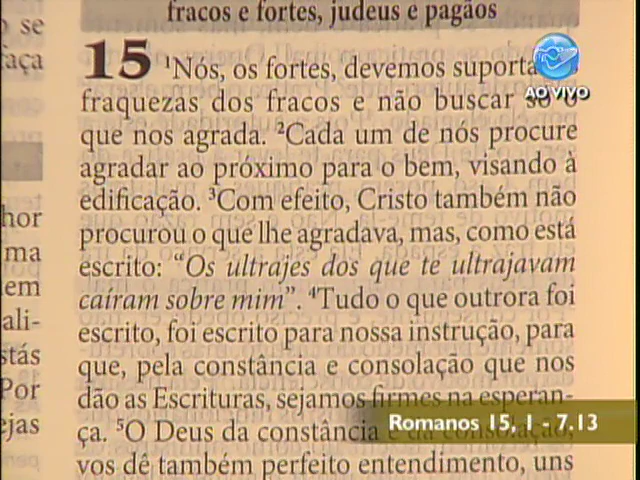 fracos e fortes, judeus e pagãos
15 ¹Nós, os fortes, devemos suporta
fraquezas dos fracos e não buscar só o
que nos agrada. ²Cada um de nós procure
agradar ao próximo para o bem, visando à
edificação. ³Com efeito, Cristo também não
procurou o que lhe agradava, mas, como está
escrito: “Os ultrajes dos que te ultrajavam
caíram sobre mim”. ⁴Tudo o que outrora foi
escrito, foi escrito para nossa instrução, para
que, pela constância e consolação que nos
dão as Escrituras, sejamos firmes na esperan-
ça. ⁵O Deus da constância e da consolação,
vos dê também perfeito entendimento, uns
AO VIVO
Romanos 15, 1 - 7.13
o se
faça
hor
ma
em
ali-
stás
Por
ejas